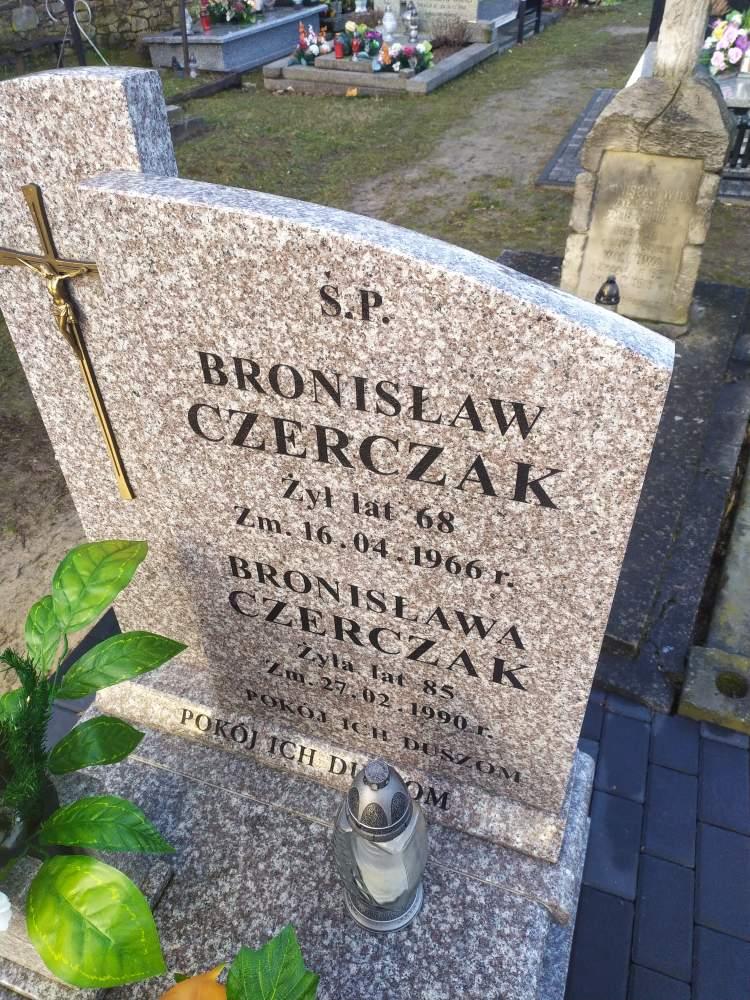 Ś.P.
BRONISŁAW
CZERCZAK
Żył lat 68
Zm. 16.04.1966 r.
BRONISŁAWA
CZERCZAK
Żyła lat 85
Zm. 27.02.1990 r.
POKÓJ ICH DUSZOM
POKÓJ ICH DUSZOM